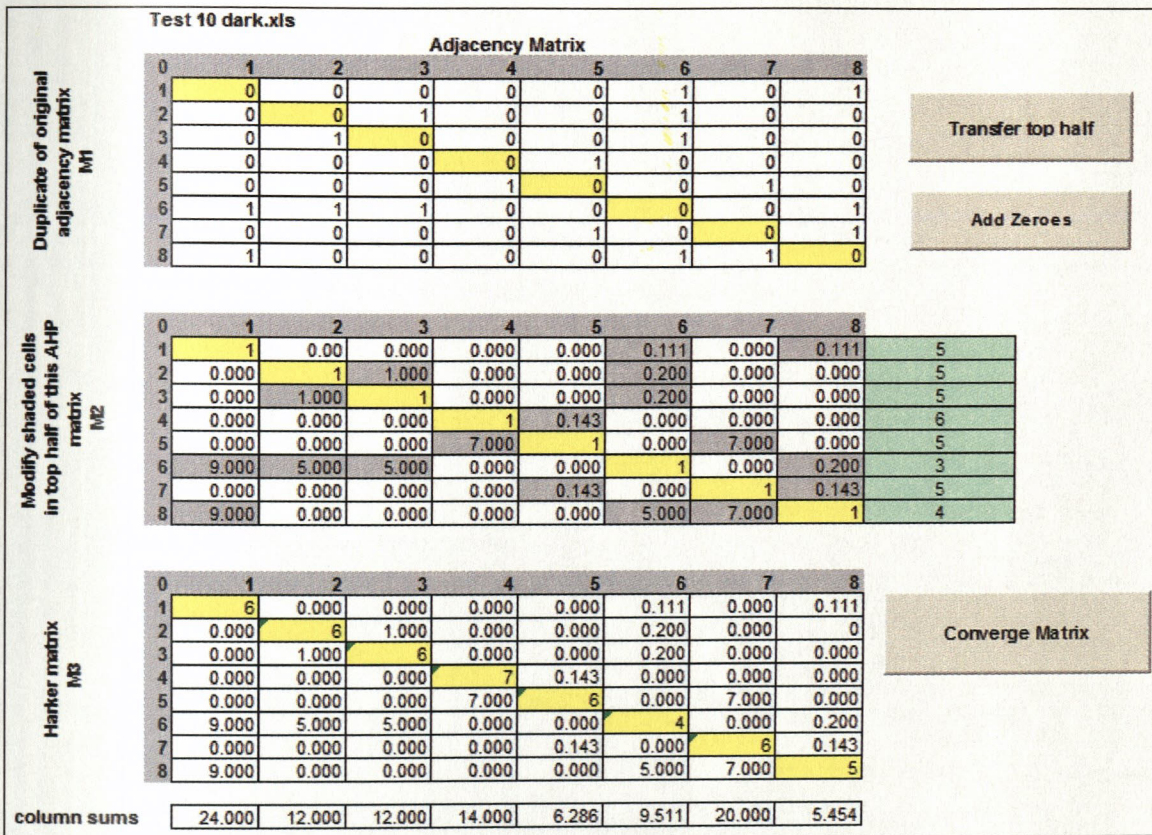 Test 10 dark.xls
Adjacency Matrix
Duplicate of original
adjacency matrix
M1
0 1 2 3 4 5 6 7 8
1 0 0 0 0 0 1 0 1
2 0 0 1 0 0 1 0 0
3 0 1 0 0 0 1 0 0
4 0 0 0 0 1 0 0 0
5 0 0 0 1 0 0 1 0
6 1 1 1 0 0 0 0 1
7 0 0 0 0 1 0 0 1
8 1 0 0 0 0 1 1 0
Transfer top half
Add Zeroes
Modify shaded cells
in top half of this AHP
matrix
M2
0 1 2 3 4 5 6 7 8
1 1 0.00 0.000 0.000 0.000 0.111 0.000 0.111 5
2 0.000 1 1.000 0.000 0.000 0.200 0.000 0.000 5
3 0.000 1.000 1 0.000 0.000 0.200 0.000 0.000 5
4 0.000 0.000 0.000 1 0.143 0.000 0.000 0.000 6
5 0.000 0.000 0.000 7.000 1 0.000 7.000 0.000 5
6 9.000 5.000 5.000 0.000 0.000 1 0.000 0.200 3
7 0.000 0.000 0.000 0.000 0.143 0.000 1 0.143 5
8 9.000 0.000 0.000 0.000 0.000 5.000 7.000 1 4
Harker matrix
M3
0 1 2 3 4 5 6 7 8
1 6 0.000 0.000 0.000 0.000 0.111 0.000 0.111
2 0.000 6 1.000 0.000 0.000 0.200 0.000 0
3 0.000 1.000 6 0.000 0.000 0.200 0.000 0.000
4 0.000 0.000 0.000 7 0.143 0.000 0.000 0.000
5 0.000 0.000 0.000 7.000 6 0.000 7.000 0.000
6 9.000 5.000 5.000 0.000 0.000 4 0.000 0.200
7 0.000 0.000 0.000 0.000 0.143 0.000 6 0.143
8 9.000 0.000 0.000 0.000 0.000 5.000 7.000 5
Converge Matrix
column sums 24.000 12.000 12.000 14.000 6.286 9.511 20.000 5.454